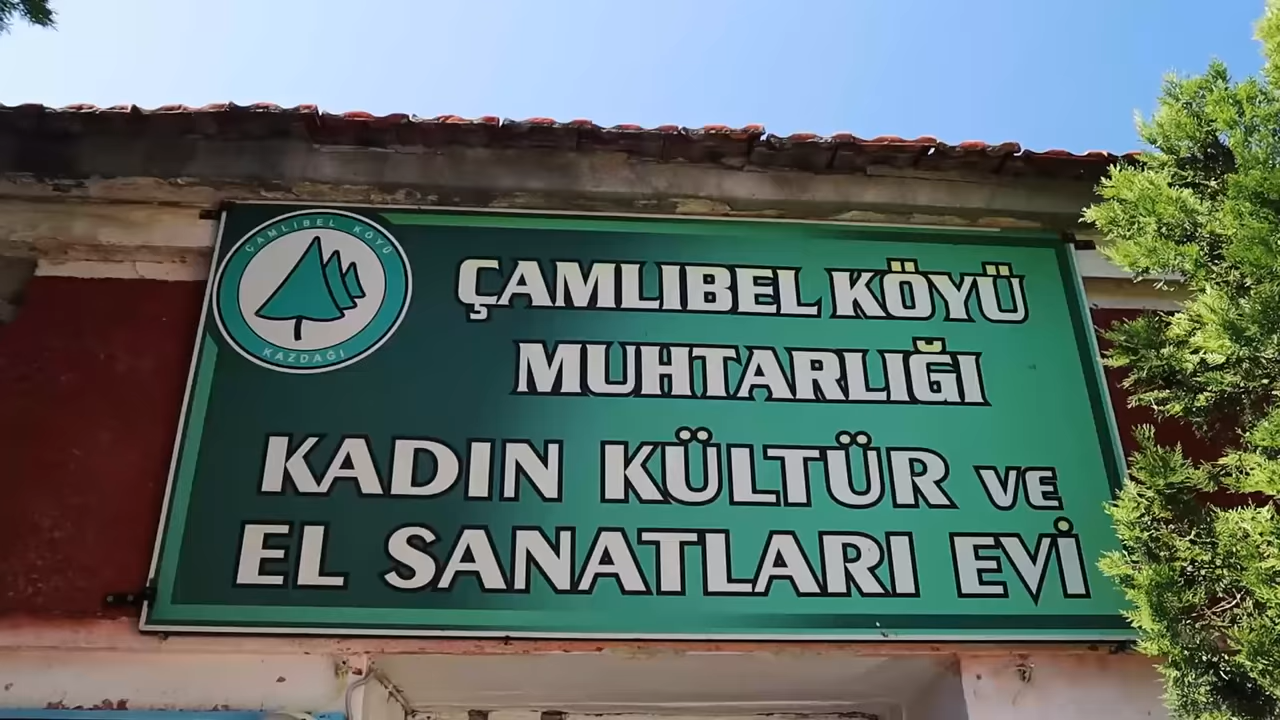 ÇAMLIBEL KÖYÜ
KAZDAĞI
ÇAMLIBEL KÖYÜ
MUHTARLIĞI
KADIN KÜLTÜR VE
EL SANATLARI EVİ